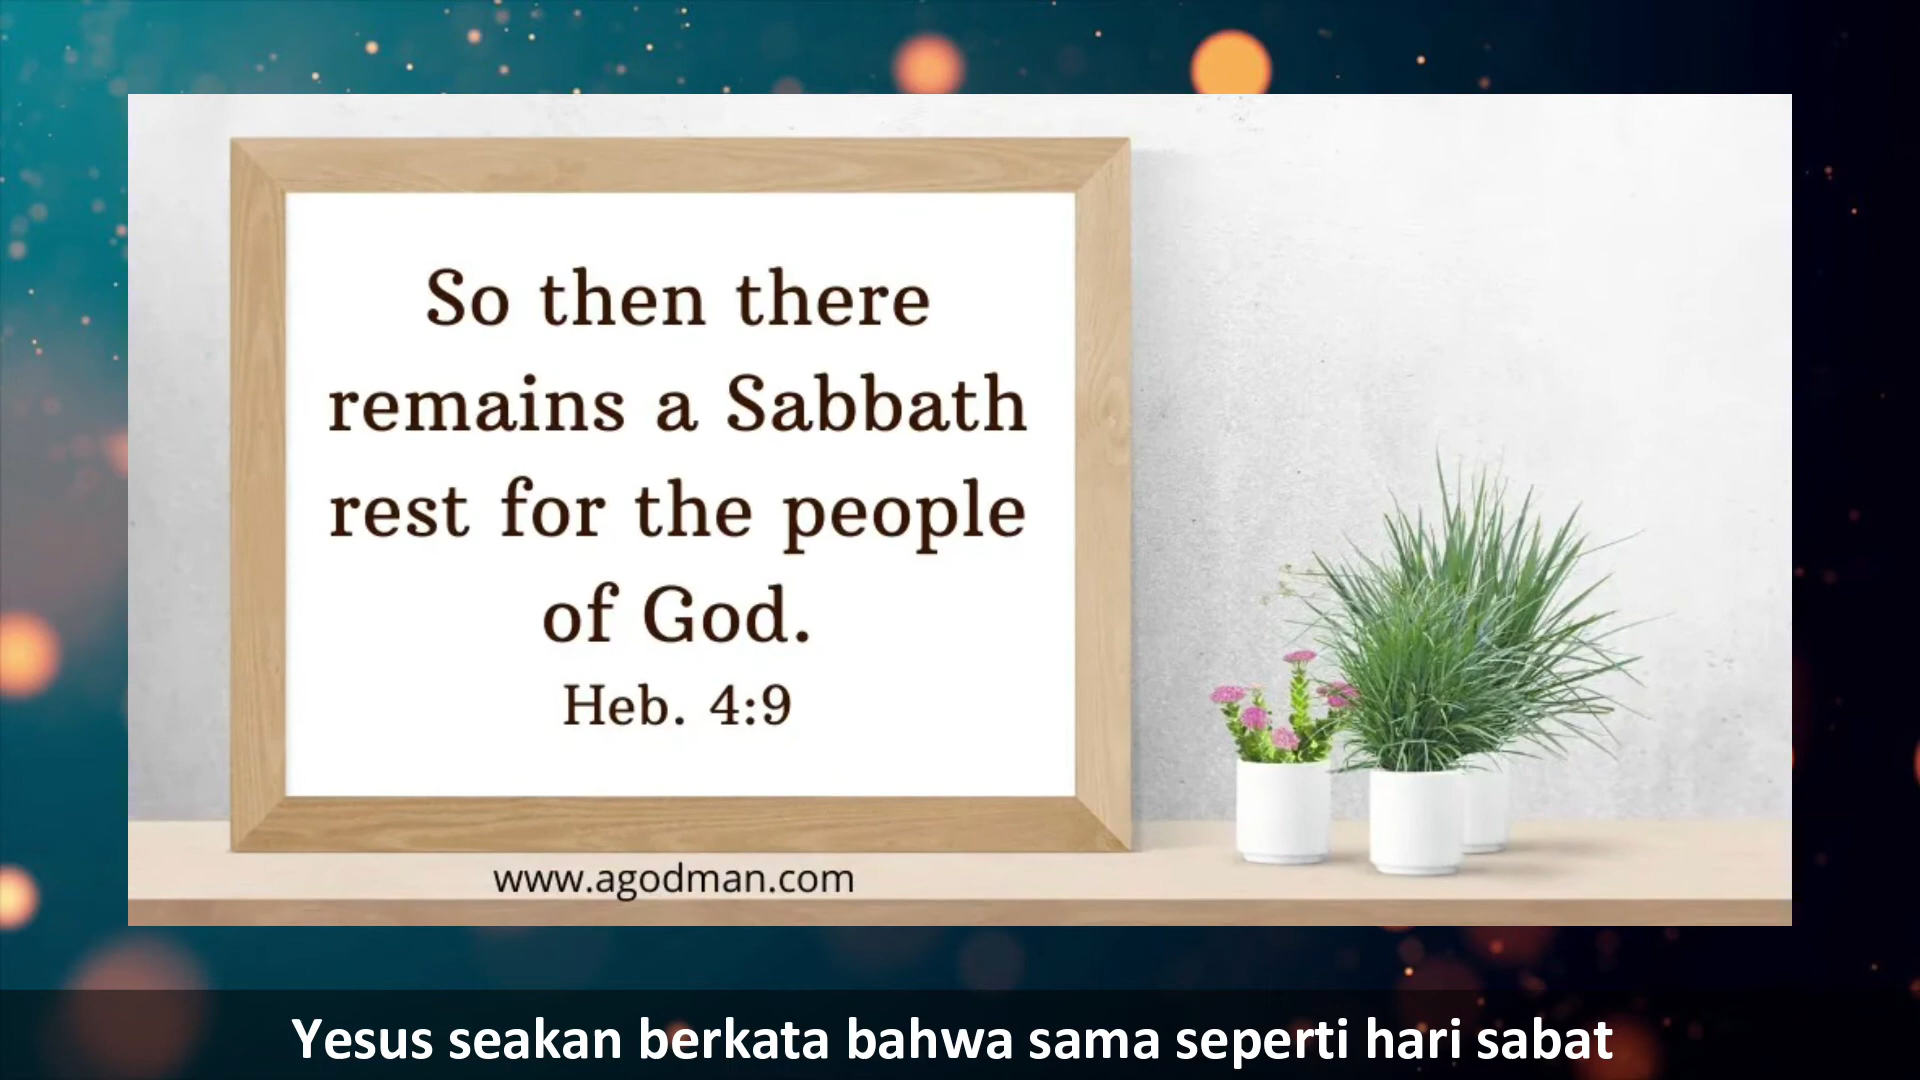 So then there
remains a Sabbath
rest for the people
of God.
Heb. 4:9
www.agodman.com
Yesus seakan berkata bahwa sama seperti hari sabat